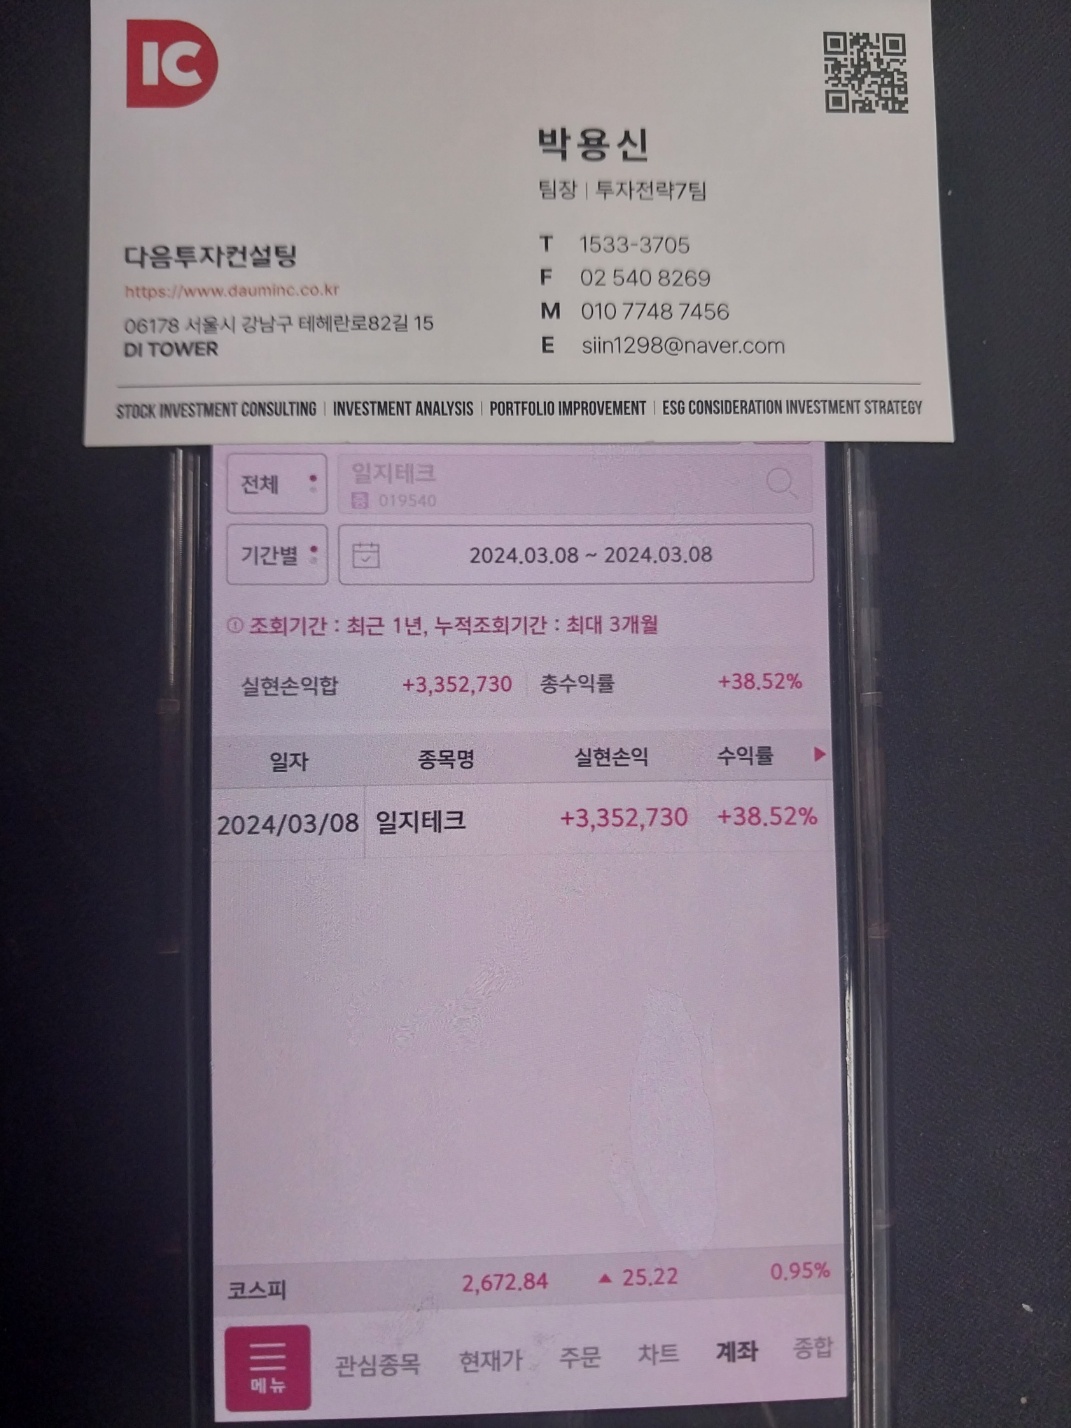 IC
박용신
팀장 | 투자전략7팀
다음투자컨설팅
https://www.dauminc.co.kr
06178 서울시 강남구 테헤란로82길 15
DI TOWER
T 1533-3705
F 02 540 8269
M 010 7748 7456
E siin1298@naver.com
STOCK INVESTMENT CONSULTING | INVESTMENT ANALYSIS | PORTFOLIO IMPROVEMENT | ESG CONSIDERATION INVESTMENT STRATEGY
전체 일지테크
증 019540
기간별 2024.03.08 ~ 2024.03.08
조회기간 : 최근 1년, 누적조회기간 : 최대 3개월
실현손익합 +3,352,730 총수익률 +38.52%
일자 종목명 실현손익 수익률
2024/03/08 일지테크 +3,352,730 +38.52%
코스피 2,672.84 ▲ 25.22 0.95%
메뉴 관심종목 현재가 주문 차트 계좌 종합